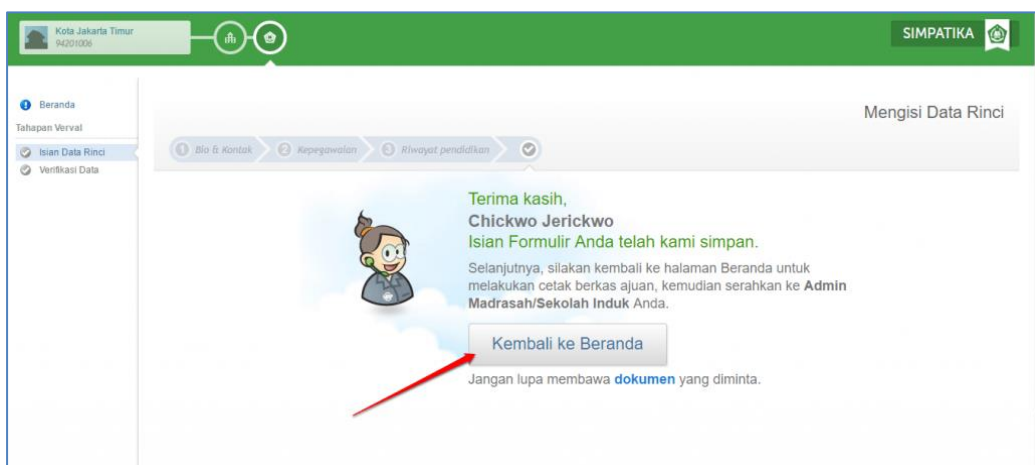 Kota Jakarta Timur
94201006
SIMPATIKA
Beranda
Tahapan Verval
Isian Data Rinci
Verifikasi Data
Mengisi Data Rinci
1 Bio & Kontak
2 Kepegawaian
3 Riwayat pendidikan
Terima kasih,
Chickwo Jerickwo
Isian Formulir Anda telah kami simpan.
Selanjutnya, silakan kembali ke halaman Beranda untuk
melakukan cetak berkas ajuan, kemudian serahkan ke Admin
Madrasah/Sekolah Induk Anda.
Kembali ke Beranda
Jangan lupa membawa dokumen yang diminta.